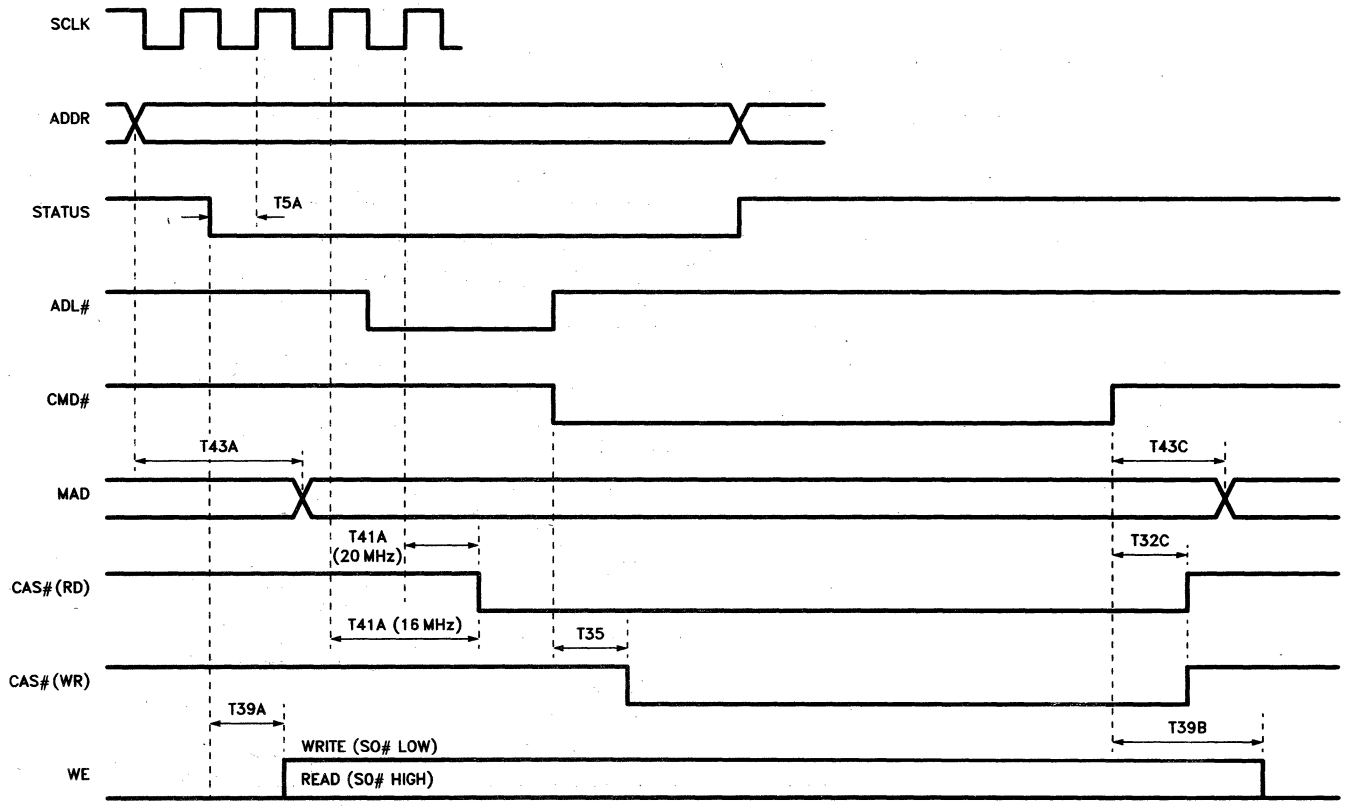 SCLK
ADDR
STATUS
T5A
ADL#
CMD#
T43A
T43C
MAD
T41A
(20 MHz)
T32C
CAS#(RD)
T41A (16 MHz)
T35
CAS#(WR)
T39A
T39B
WRITE (S0# LOW)
WE
READ (S0# HIGH)